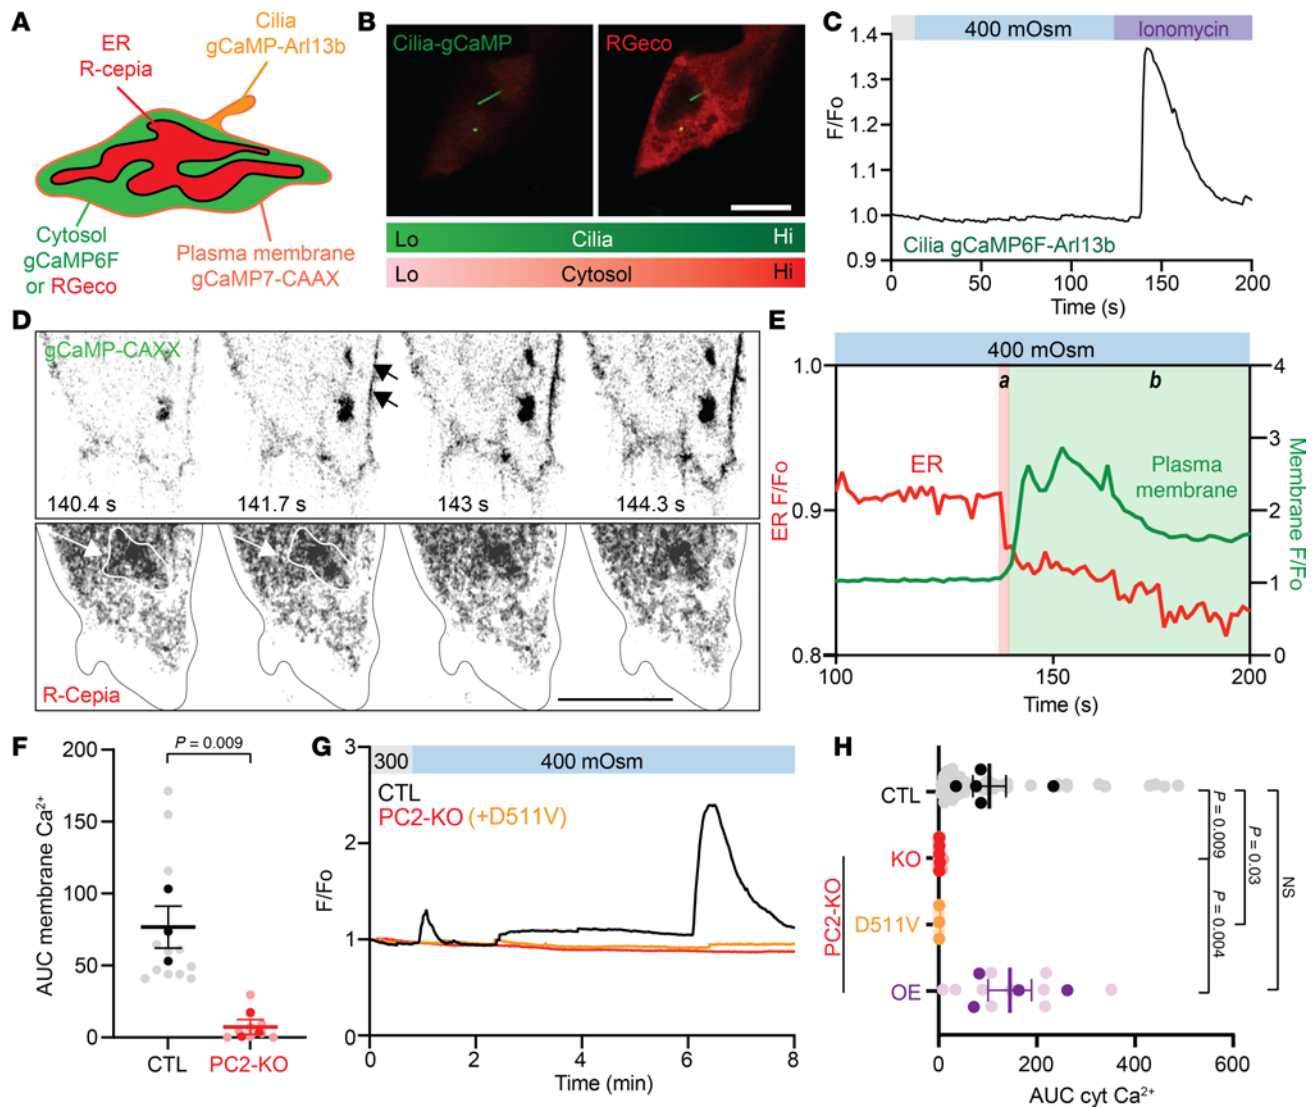 A
ER
R-cepia
Cilia
gCaMP-Arl13b
Cytosol
gCaMP6F
or RGeco
Plasma membrane
gCaMP7-CAAX
B
Cilia-gCaMP
RGeco
Lo Cilia Hi
Lo Cytosol Hi
C
400 mOsm
Ionomycin
F/Fo
1.4
1.3
1.2
1.1
1.0
0.9
Cilia gCaMP6F-Arl13b
0 50 100 150 200
Time (s)
D
gCaMP-CAXX
140.4 s 141.7 s 143 s 144.3 s
R-Cepia
E
400 mOsm
a b
ER
Plasma
membrane
ER F/Fo
1.0
0.9
0.8
Membrane F/Fo
4
3
2
1
0
100 150 200
Time (s)
F
P = 0.009
AUC membrane Ca²⁺
200
150
100
50
0
CTL PC2-KO
G
300 400 mOsm
CTL
PC2-KO (+D511V)
F/Fo
3
2
1
0
0 2 4 6 8
Time (min)
H
CTL
KO
D511V
OE
PC2-KO
P = 0.009
P = 0.004
P = 0.03
NS
0 200 400 600
AUC cyt Ca²⁺